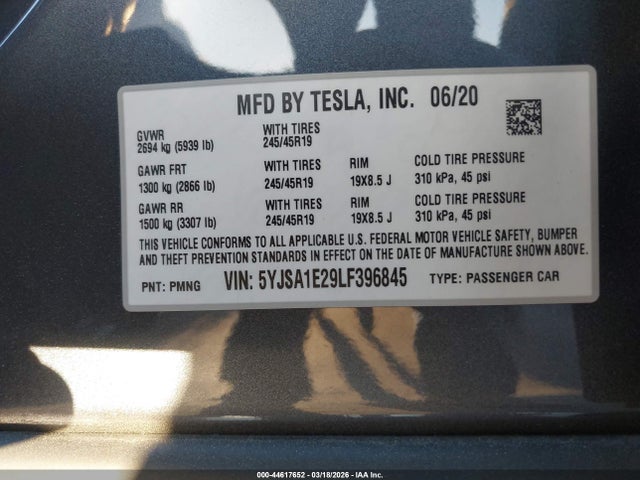 MFD BY TESLA, INC. 06/20
GVWR WITH TIRES
2694 kg (5939 lb) 245/45R19
GAWR FRT WITH TIRES RIM COLD TIRE PRESSURE
1300 kg (2866 lb) 245/45R19 19X8.5 J 310 kPa, 45 psi
GAWR RR WITH TIRES RIM COLD TIRE PRESSURE
1500 kg (3307 lb) 245/45R19 19X8.5 J 310 kPa, 45 psi
THIS VEHICLE CONFORMS TO ALL APPLICABLE U.S. FEDERAL MOTOR VEHICLE SAFETY, BUMPER
AND THEFT PREVENTION STANDARDS IN EFFECT ON THE DATE OF MANUFACTURE SHOWN ABOVE.
PNT: PMNG VIN: 5YJSA1E29LF396845 TYPE: PASSENGER CAR
000-44617652 - 03/18/2026 - IAA Inc.